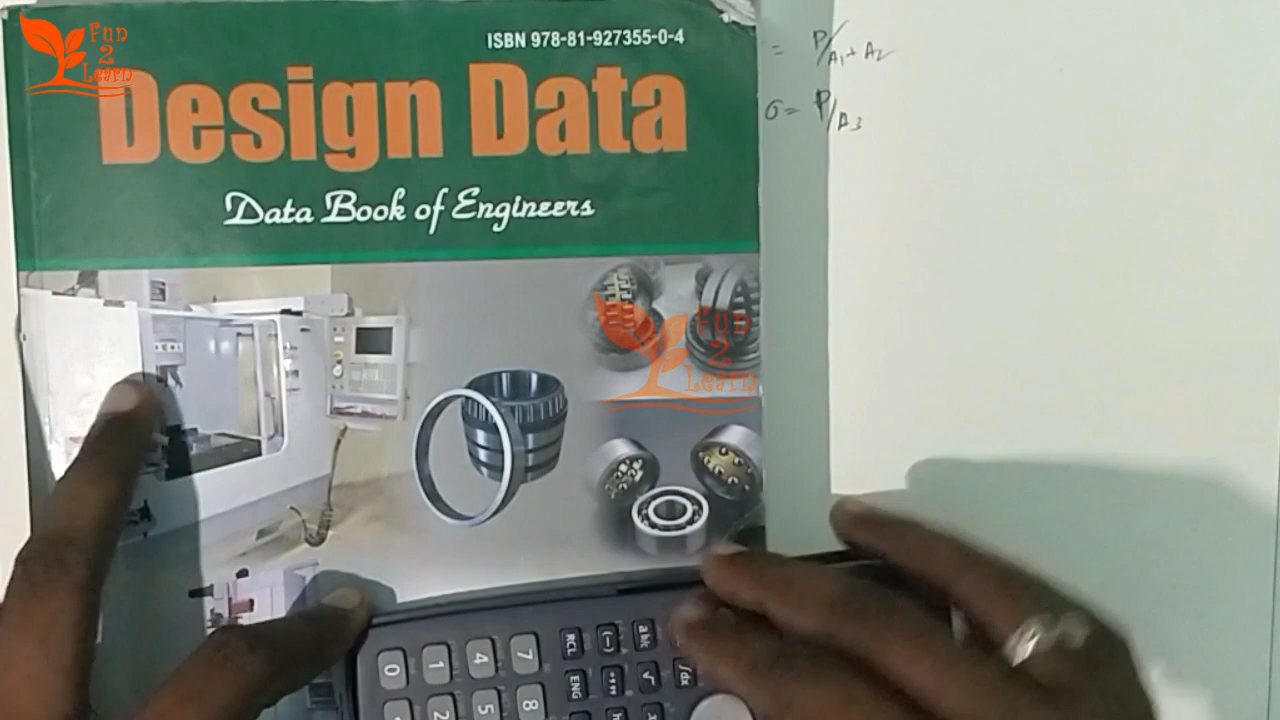 Fun
2
Learn
ISBN 978-81-927355-0-4
Design Data
Data Book of Engineers
= P/A1+A2
σ= P/A3
Fun
2
Learn
RCL
(-)
ENG
0
1
4
7
2
5
8